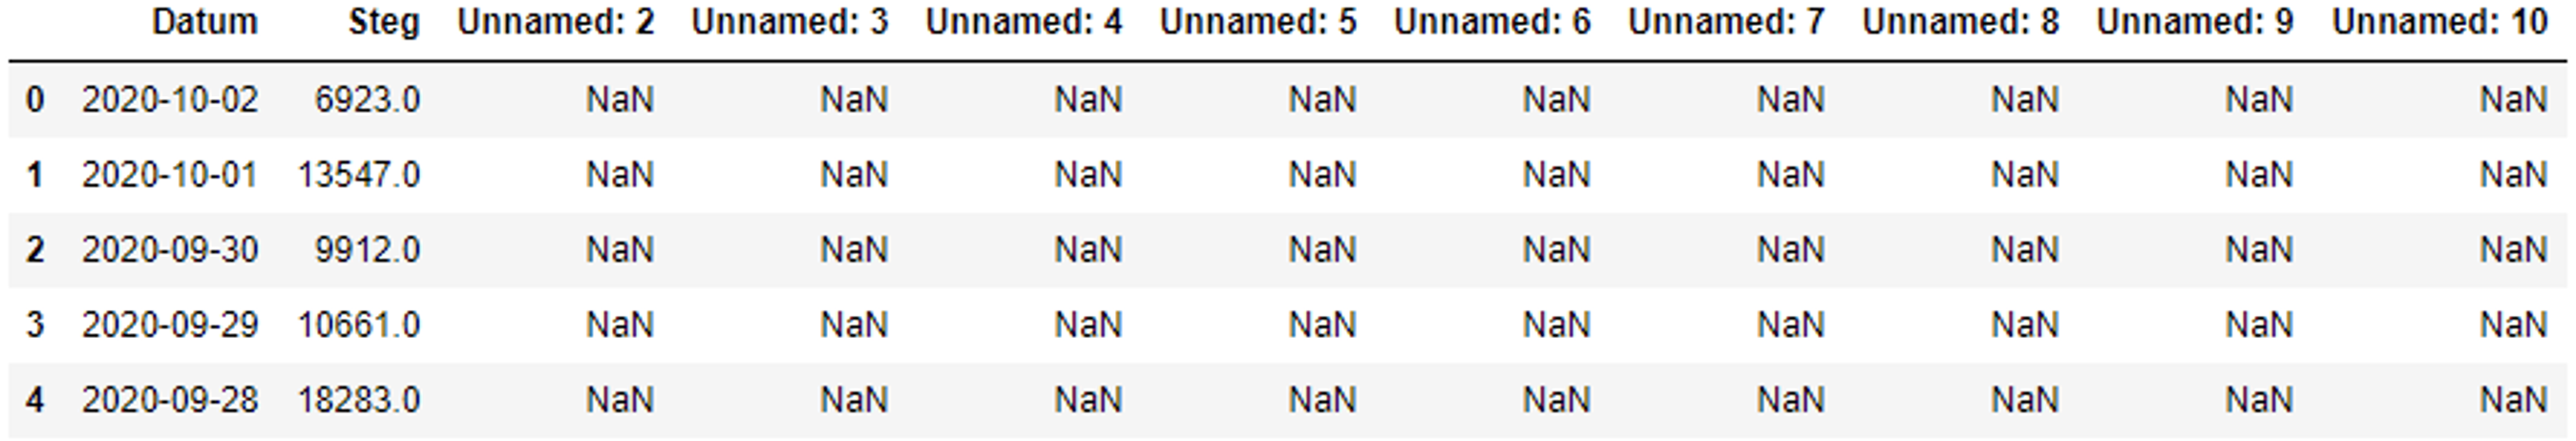 Datum Steg Unnamed: 2 Unnamed: 3 Unnamed: 4 Unnamed: 5 Unnamed: 6 Unnamed: 7 Unnamed: 8 Unnamed: 9 Unnamed: 10
0 2020-10-02 6923.0 NaN NaN NaN NaN NaN NaN NaN NaN NaN
1 2020-10-01 13547.0 NaN NaN NaN NaN NaN NaN NaN NaN NaN
2 2020-09-30 9912.0 NaN NaN NaN NaN NaN NaN NaN NaN NaN
3 2020-09-29 10661.0 NaN NaN NaN NaN NaN NaN NaN NaN NaN
4 2020-09-28 18283.0 NaN NaN NaN NaN NaN NaN NaN NaN NaN